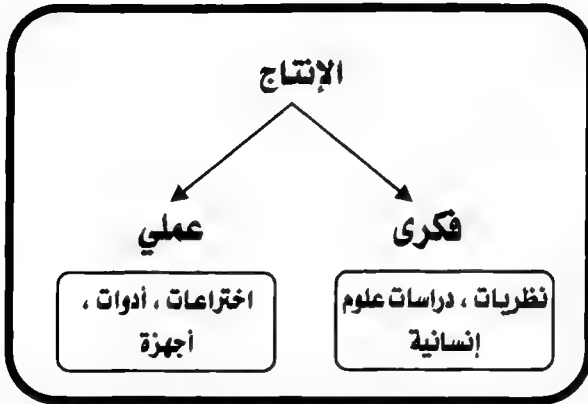 الإنتاج
فكرى
عملي
نظريات ، دراسات علوم
إنسانية
اختراعات ، أدوات ،
أجهزة